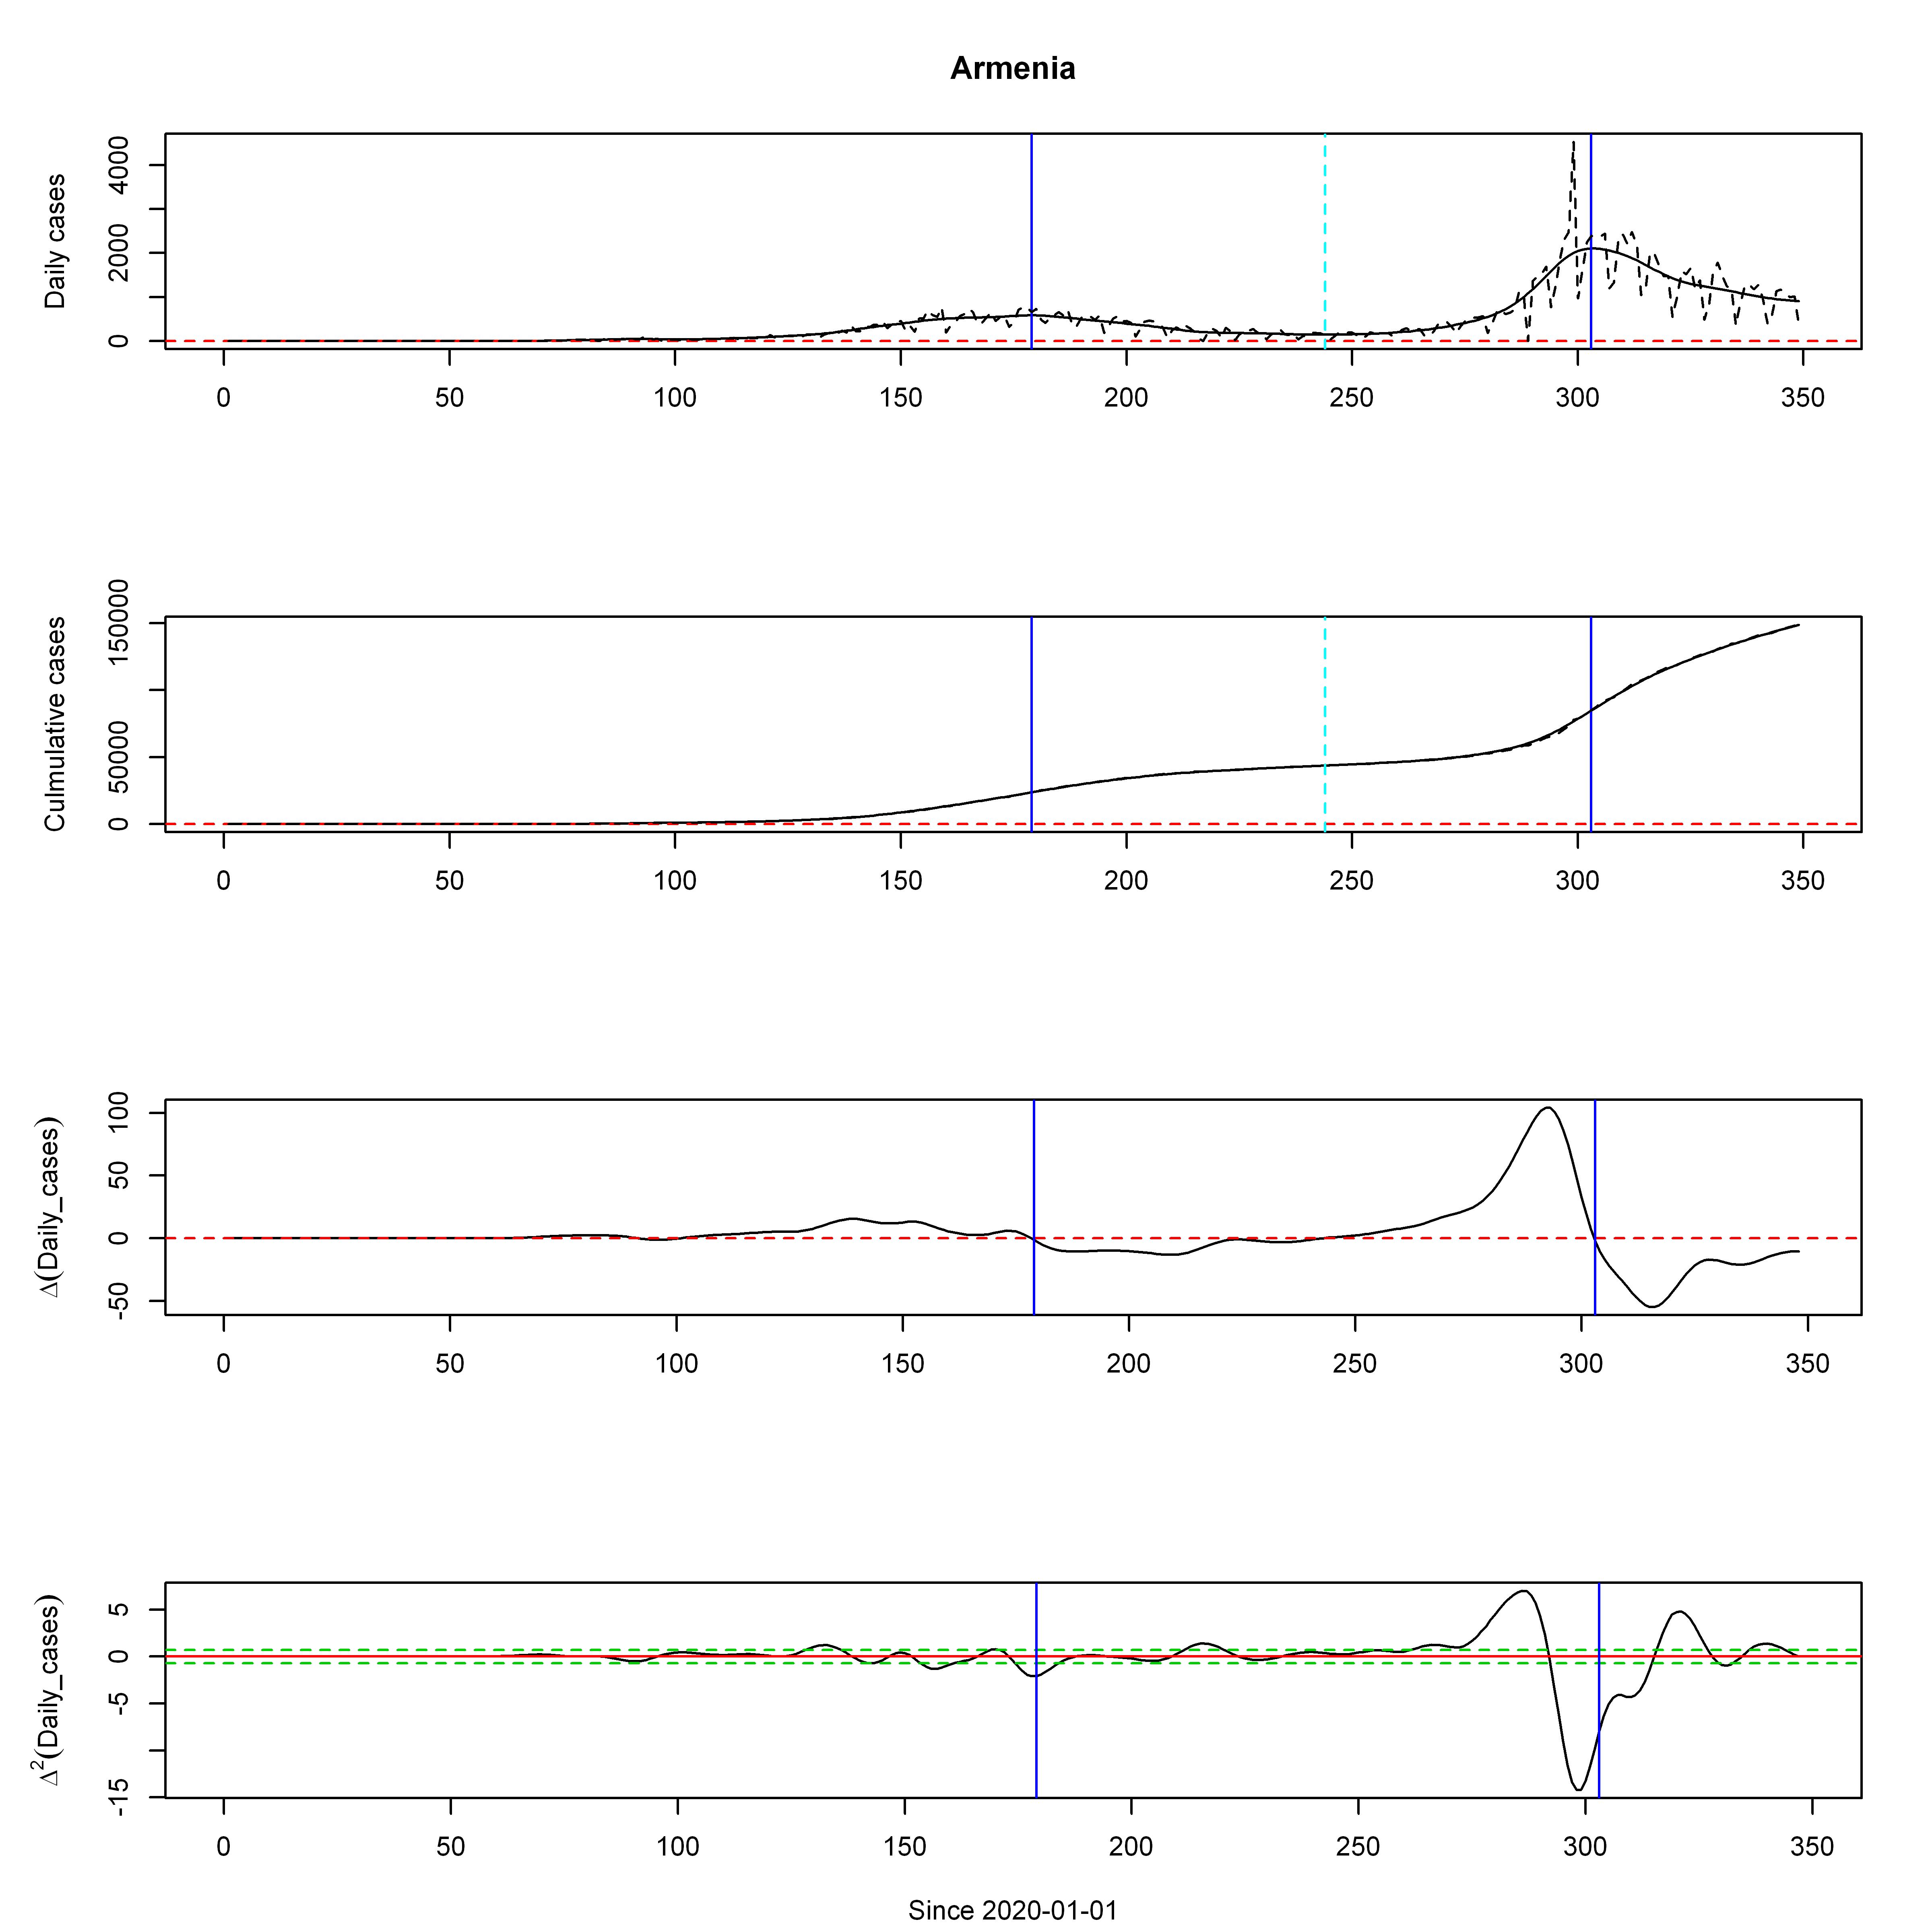 Armenia
Daily cases
0 2000 4000
0 50 100 150 200 250 300 350
Culmulative cases
0 50000 150000
0 50 100 150 200 250 300 350
Δ(Daily_cases)
-50 0 50 100
0 50 100 150 200 250 300 350
Δ²(Daily_cases)
-15 -5 0 5
0 50 100 150 200 250 300 350
Since 2020-01-01